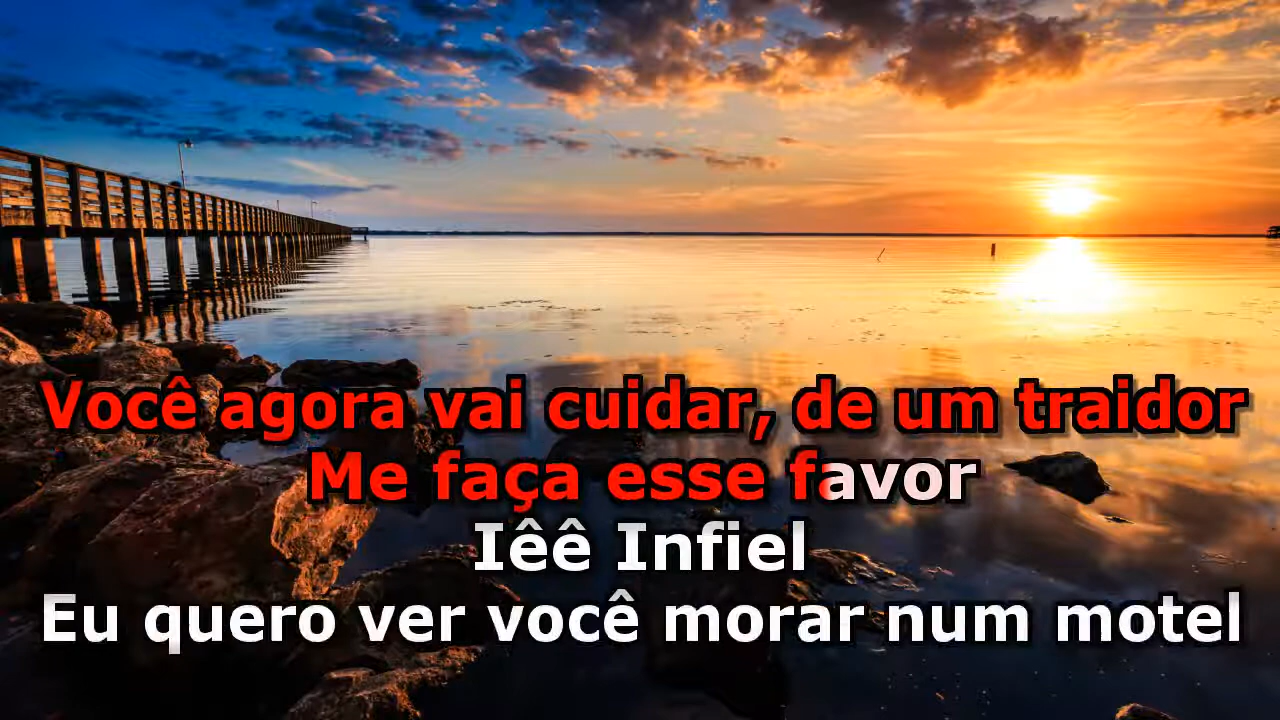 Você agora vai cuidar, de um traidor
Me faça esse favor
Iêê Infiel
Eu quero ver você morar num motel